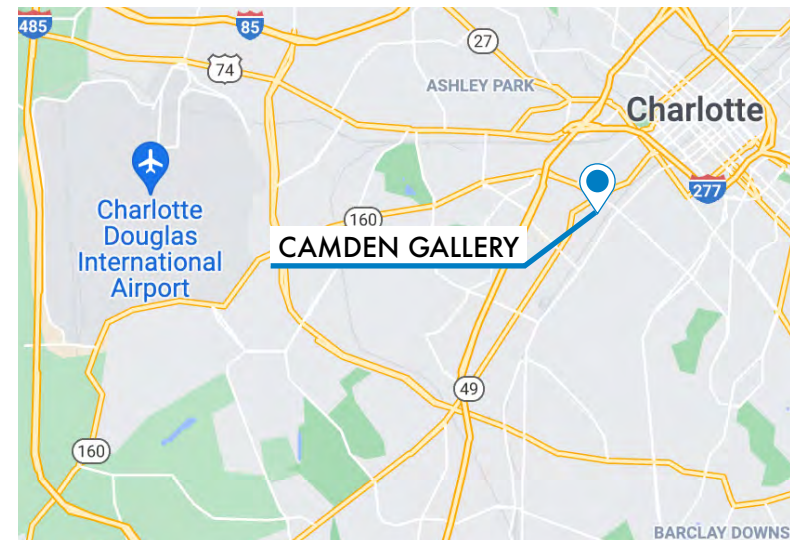 485
85
27
74
ASHLEY PARK
Charlotte
277
Charlotte
Douglas
International
Airport
160
CAMDEN GALLERY
49
160
BARCLAY DOWNS